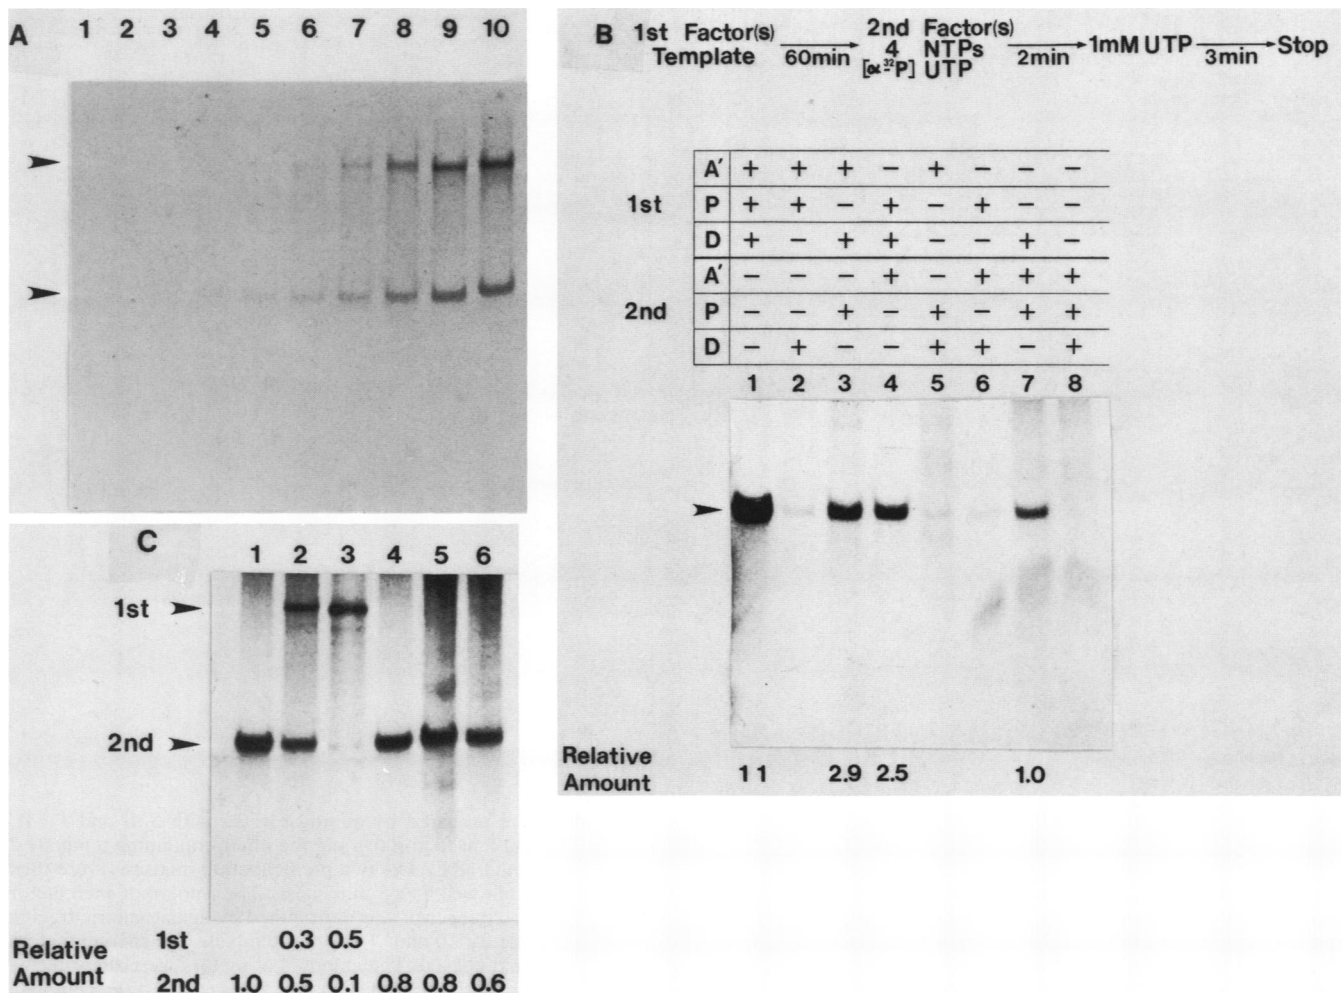 A 1 2 3 4 5 6 7 8 9 10
B 1st Factor(s) Template 60min 2nd Factor(s) 4 NTPs [α-³²P] UTP 2min 1mM UTP 3min Stop
1st A' + + + − + − − −
P + + − + − + − −
D + − + + − − + −
2nd A' − − − + − + + +
P − − + − + − + +
D − + − − + + − +
1 2 3 4 5 6 7 8
Relative Amount 11 2.9 2.5 1.0
C 1 2 3 4 5 6
1st
2nd
Relative Amount
1st 0.3 0.5
2nd 1.0 0.5 0.1 0.8 0.8 0.6